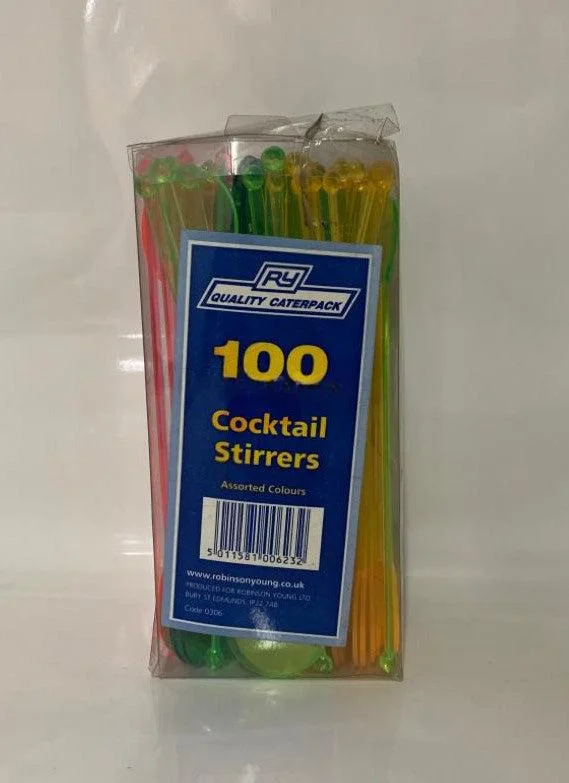 RY
QUALITY CATERPACK
100
Cocktail
Stirrers
Assorted Colours
5 011581 006232
www.robinsonyoung.co.uk
PRODUCED FOR ROBINSON YOUNG LTD
BURY ST EDMUNDS, IP32 7AB
Code 0306